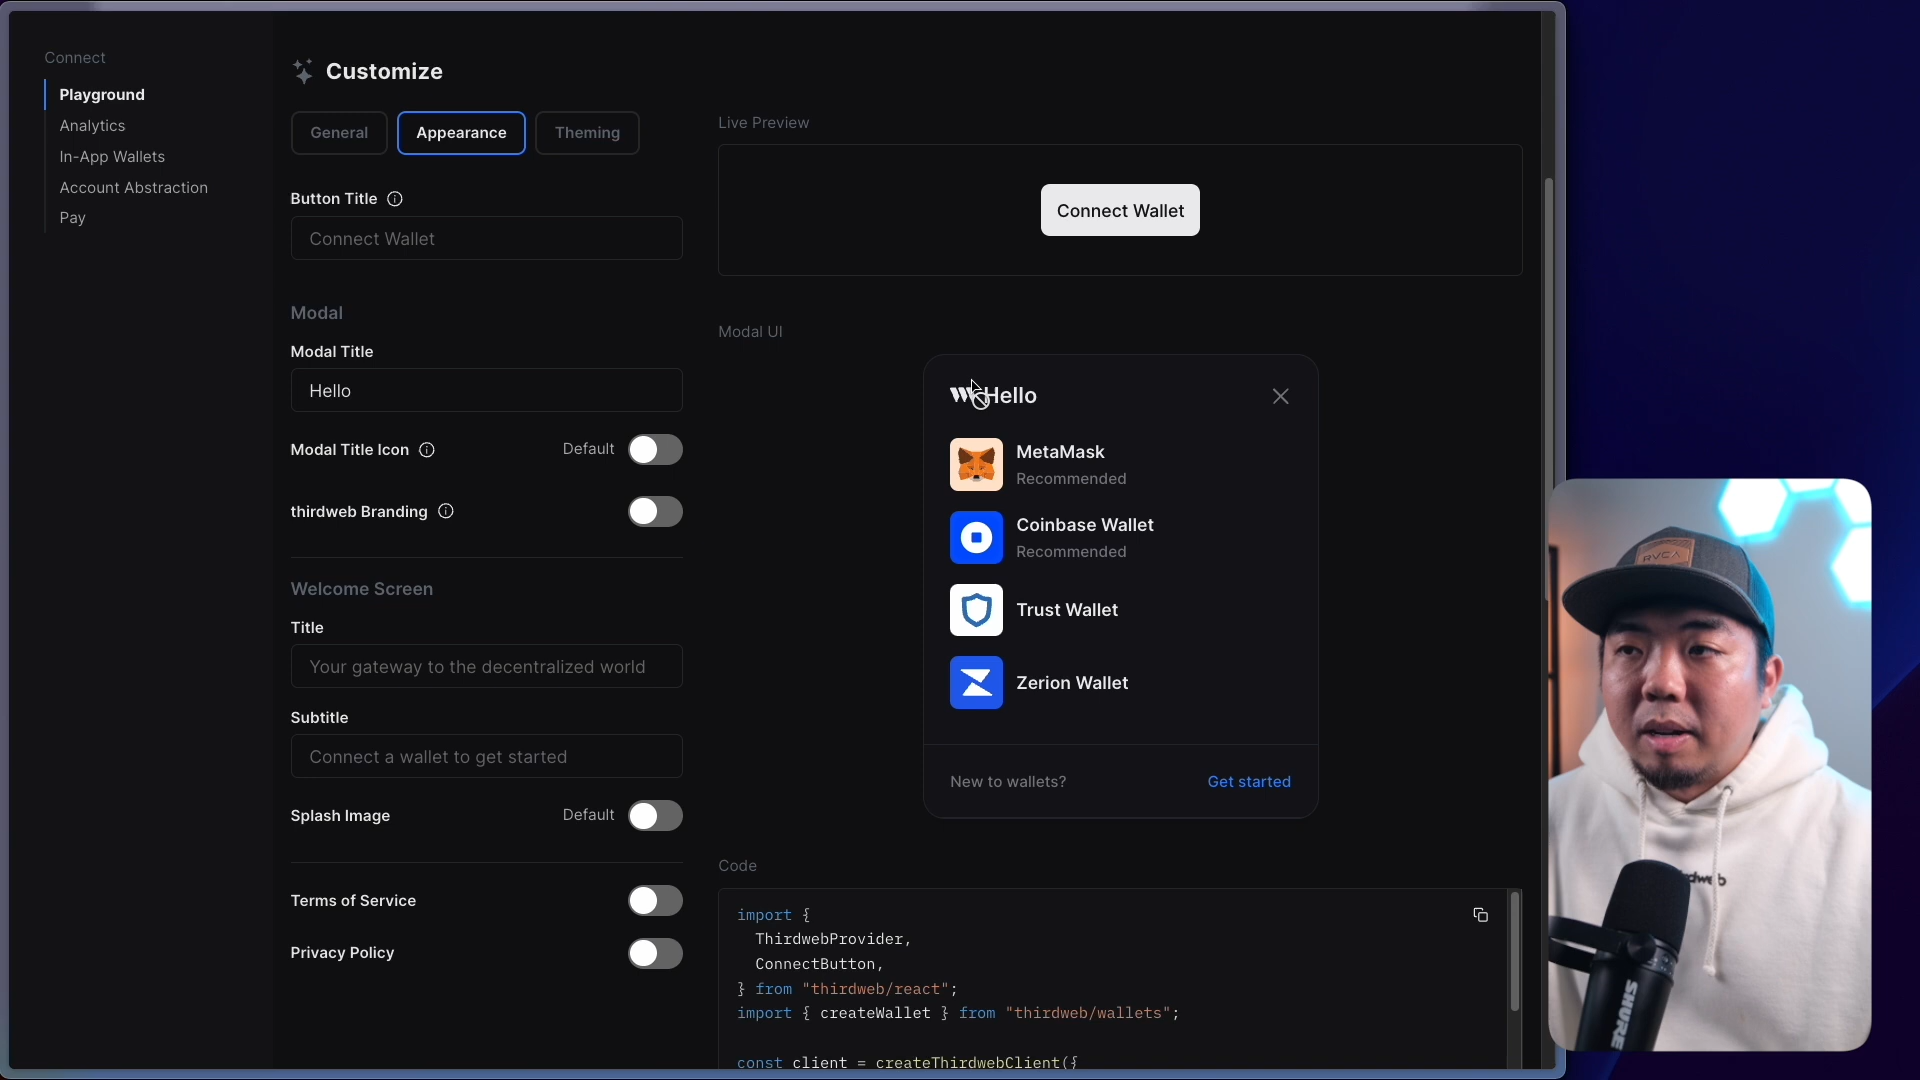 Connect
Playground
Analytics
In-App Wallets
Account Abstraction
Pay
Customize
General
Appearance
Theming
Button Title
Connect Wallet
Modal
Modal Title
Hello
Modal Title Icon
Default
thirdweb Branding
Welcome Screen
Title
Your gateway to the decentralized world
Subtitle
Connect a wallet to get started
Splash Image
Default
Terms of Service
Privacy Policy
Live Preview
Connect Wallet
Modal UI
Hello
MetaMask
Recommended
Coinbase Wallet
Recommended
Trust Wallet
Zerion Wallet
New to wallets?
Get started
Code
import {
ThirdwebProvider,
ConnectButton,
} from "thirdweb/react";
import { createWallet } from "thirdweb/wallets";
const client = createThirdwebClient({
RVCA
SHURE